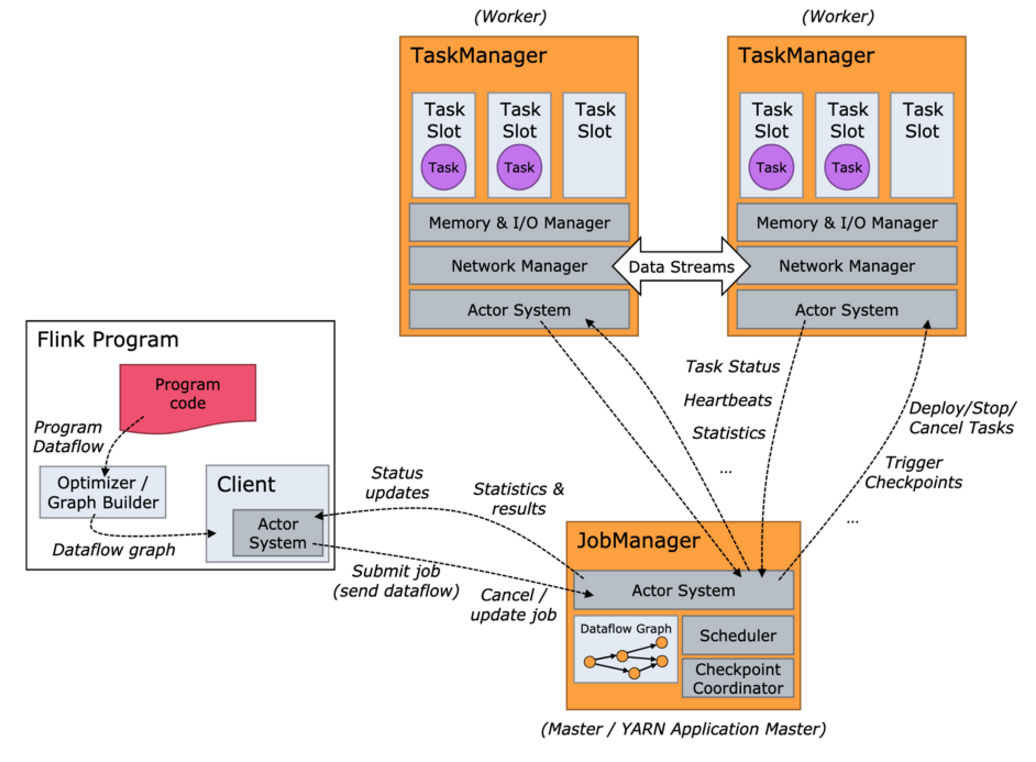 (Worker)
TaskManager
Task
Slot
Task
Task
Slot
Task
Task
Slot
Memory & I/O Manager
Network Manager
Actor System
(Worker)
TaskManager
Task
Slot
Task
Task
Slot
Task
Task
Slot
Memory & I/O Manager
Network Manager
Actor System
Data Streams
Flink Program
Program
code
Program
Dataflow
Optimizer /
Graph Builder
Dataflow graph
Client
Actor
System
Status
updates
Statistics &
results
Submit job
(send dataflow)
Cancel /
update job
Task Status
Heartbeats
Statistics
...
Deploy/Stop/
Cancel Tasks
Trigger
Checkpoints
...
JobManager
Actor System
Dataflow Graph
Scheduler
Checkpoint
Coordinator
(Master / YARN Application Master)